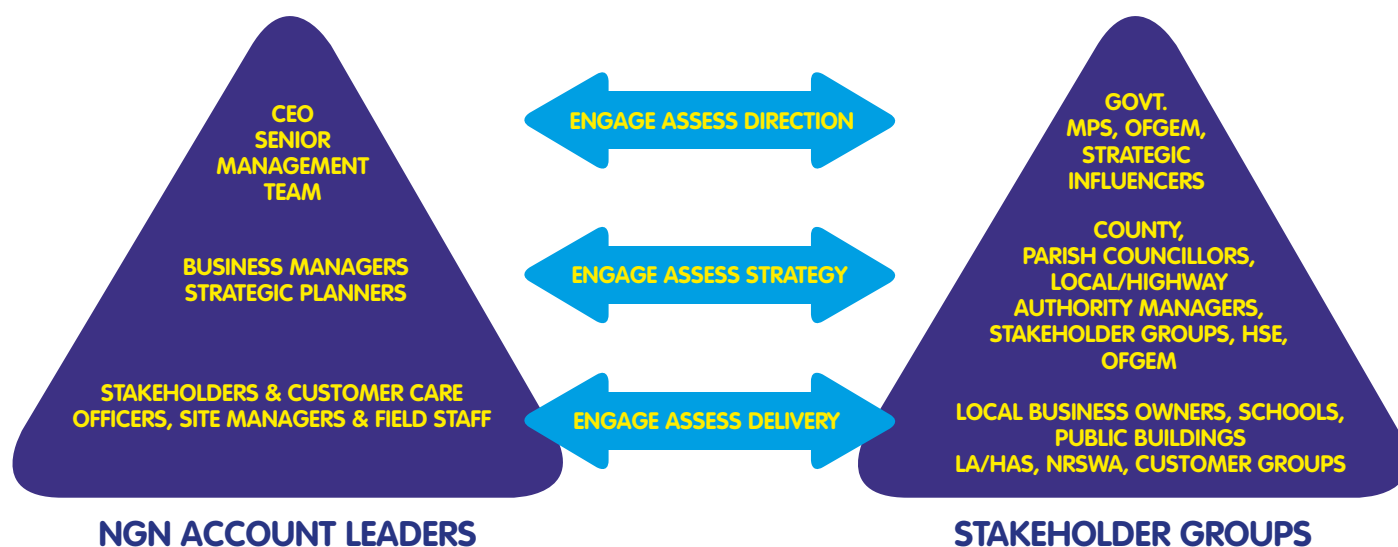 CEO
SENIOR
MANAGEMENT
TEAM
BUSINESS MANAGERS
STRATEGIC PLANNERS
STAKEHOLDERS & CUSTOMER CARE
OFFICERS, SITE MANAGERS & FIELD STAFF
NGN ACCOUNT LEADERS
ENGAGE ASSESS DIRECTION
ENGAGE ASSESS STRATEGY
ENGAGE ASSESS DELIVERY
GOVT.
MPS, OFGEM,
STRATEGIC
INFLUENCERS
COUNTY,
PARISH COUNCILLORS,
LOCAL/HIGHWAY
AUTHORITY MANAGERS,
STAKEHOLDER GROUPS, HSE,
OFGEM
LOCAL BUSINESS OWNERS, SCHOOLS,
PUBLIC BUILDINGS
LA/HAS, NRSWA, CUSTOMER GROUPS
STAKEHOLDER GROUPS